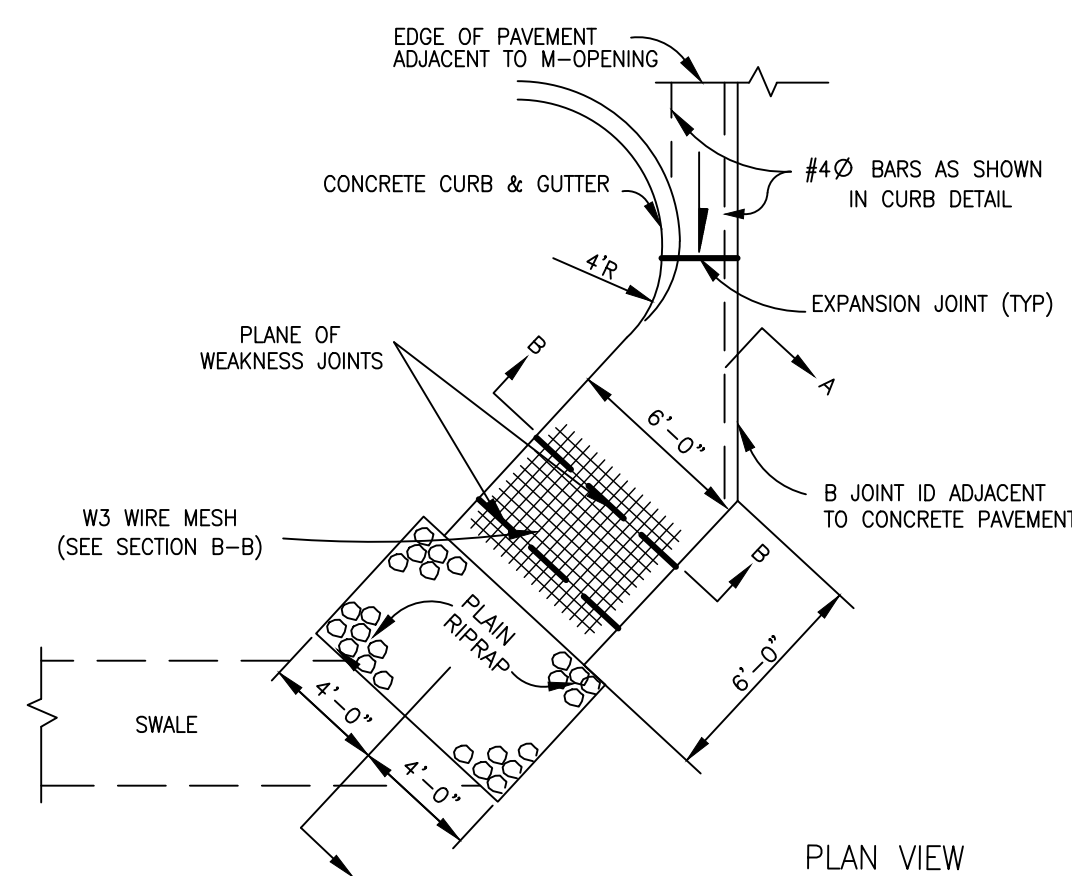 EDGE OF PAVEMENT
ADJACENT TO M-OPENING
CONCRETE CURB & GUTTER
#4Ø BARS AS SHOWN
IN CURB DETAIL
4'R
EXPANSION JOINT (TYP)
PLANE OF
WEAKNESS JOINTS
B
A
6'-0"
B JOINT ID ADJACENT
TO CONCRETE PAVEMENT
W3 WIRE MESH
(SEE SECTION B-B)
B
PLAIN
RIPRAP
6'-0"
4'-0"
SWALE
4'-0"
PLAN VIEW